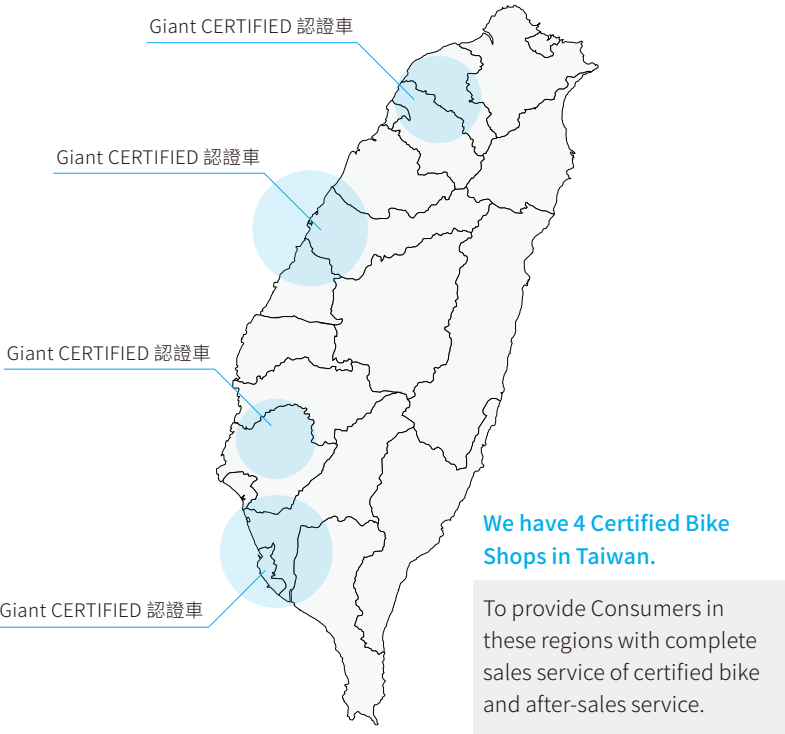 Giant CERTIFIED 認證車
Giant CERTIFIED 認證車
Giant CERTIFIED 認證車
We have 4 Certified Bike
Shops in Taiwan.
To provide Consumers in
these regions with complete
sales service of certified bike
and after-sales service.
Giant CERTIFIED 認證車